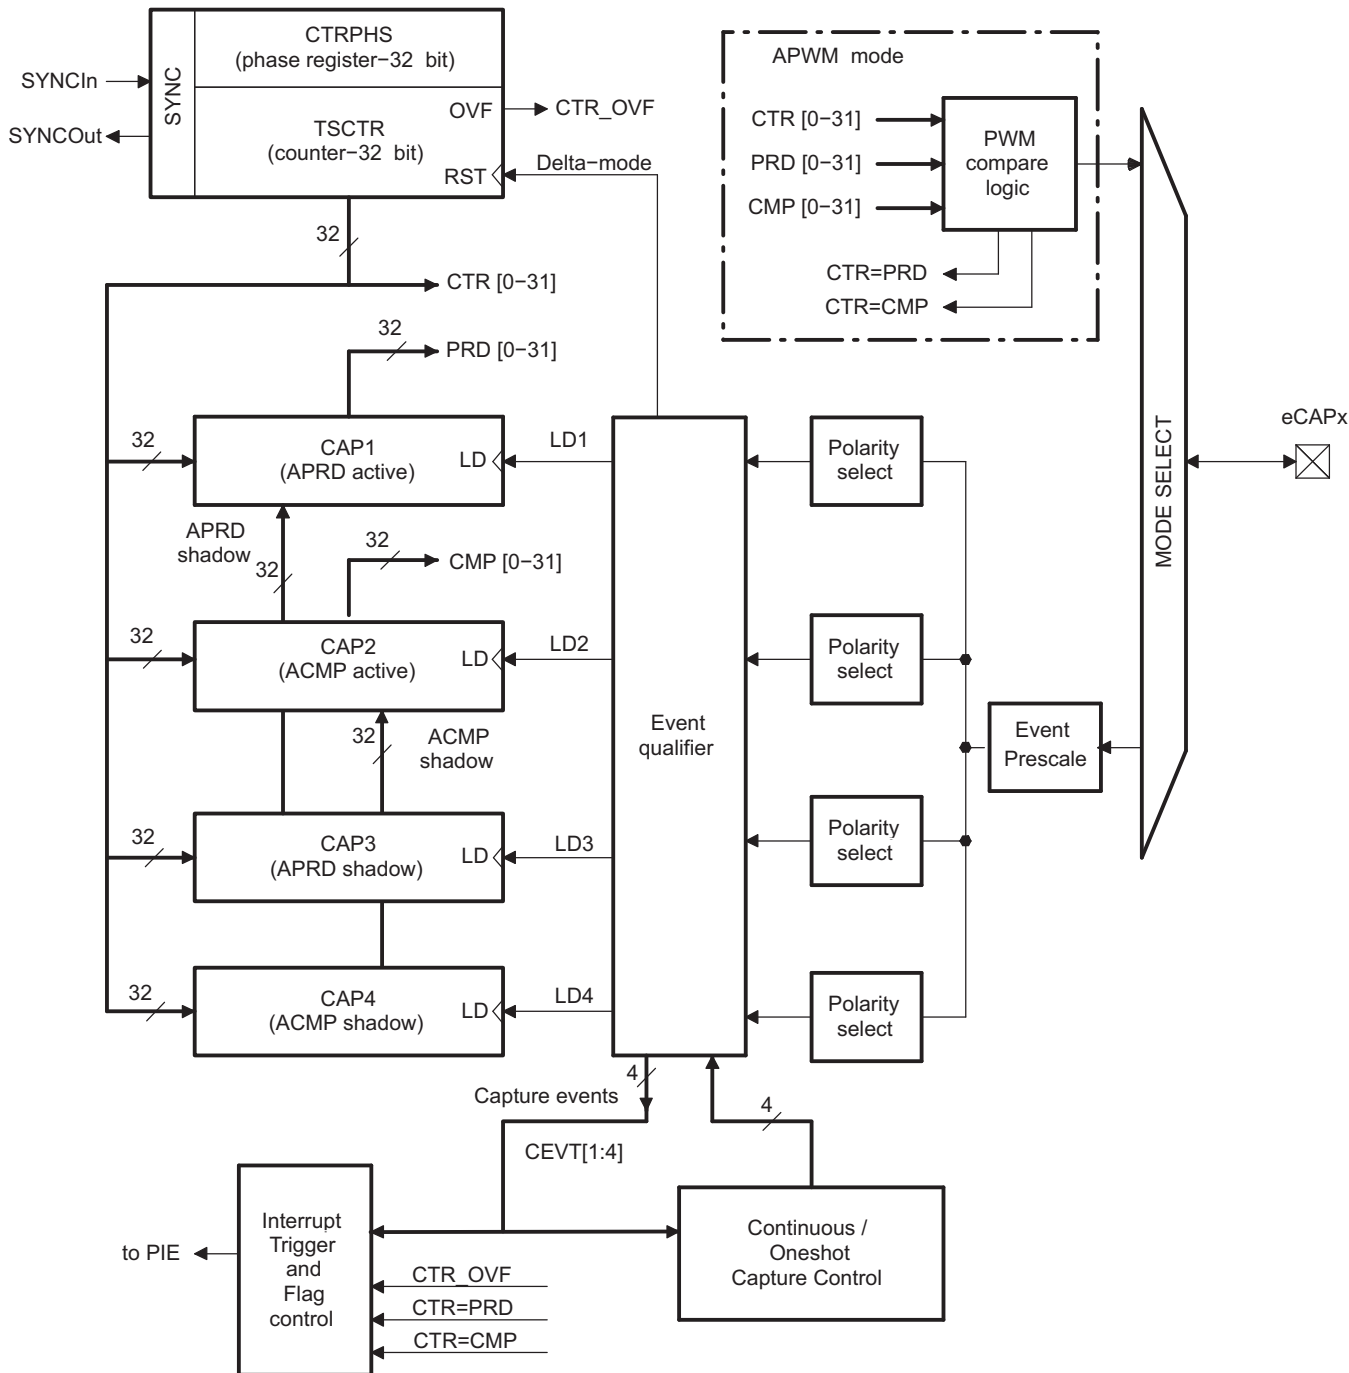 CTRPHS
(phase register−32 bit)
SYNC
SYNCIn
SYNCOut
OVF
CTR_OVF
TSCTR
(counter−32 bit)
RST
Delta−mode
32
CTR [0−31]
32
PRD [0−31]
APWM mode
CTR [0−31]
PRD [0−31]
CMP [0−31]
PWM
compare
logic
CTR=PRD
CTR=CMP
MODE SELECT
eCAPx
32
CAP1
(APRD active)
LD
LD1
Polarity
select
APRD
shadow
32
32
CMP [0−31]
32
CAP2
(ACMP active)
LD
LD2
Polarity
select
32
ACMP
shadow
Event
qualifier
Event
Prescale
32
CAP3
(APRD shadow)
LD
LD3
Polarity
select
32
CAP4
(ACMP shadow)
LD
LD4
Polarity
select
4
Capture events
CEVT[1:4]
4
to PIE
Interrupt
Trigger
and
Flag
control
CTR_OVF
CTR=PRD
CTR=CMP
Continuous /
Oneshot
Capture Control